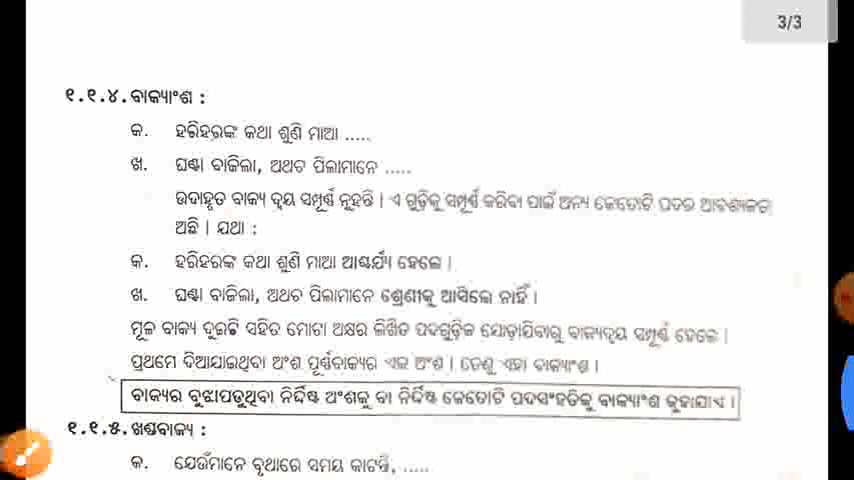 3/3
୧.୧.୪. ବାକ୍ୟାଂଶ :
କ. ହରିହରଙ୍କ କଥା ଶୁଣି ମାଆ .....
ଖ. ଘଣ୍ଟା ବାଜିଲା, ଅଥଚ ପିଲାମାନେ .....
ଉଦାହୃତ ବାକ୍ୟ ଦ୍ୱୟ ସମ୍ପୂର୍ଣ୍ଣ ନୁହନ୍ତି । ଏ ଗୁଡ଼ିକୁ ସମ୍ପୂର୍ଣ୍ଣ କରିବା ପାଇଁ ଅନ୍ୟ କେତୋଟି ପଦର ଆବଶ୍ୟକତା
ଅଛି । ଯଥା :
କ. ହରିହରଙ୍କ କଥା ଶୁଣି ମାଆ ଆଶ୍ଚର୍ଯ୍ୟ ହେଲେ ।
ଖ. ଘଣ୍ଟା ବାଜିଲା, ଅଥଚ ପିଲାମାନେ ଶ୍ରେଣୀକୁ ଆସିଲେ ନାହିଁ ।
ମୂଳ ବାକ୍ୟ ଦୁଇଟି ସହିତ ମୋଟା ଅକ୍ଷର ଲିଖିତ ପଦଗୁଡ଼ିକ ଯୋଡ଼ାଯିବାରୁ ବାକ୍ୟଦ୍ୱୟ ସମ୍ପୂର୍ଣ୍ଣ ହେଲେ ।
ପ୍ରଥମେ ଦିଆଯାଇଥିବା ଅଂଶ ପୂର୍ଣ୍ଣବାକ୍ୟର ଏକ ଅଂଶ । ତେଣୁ ଏହା ବାକ୍ୟାଂଶ ।
ବାକ୍ୟର ବୁଝାପଡୁଥିବା ନିର୍ଦ୍ଦିଷ୍ଟ ଅଂଶକୁ ବା ନିର୍ଦ୍ଦିଷ୍ଟ କେତୋଟି ପଦସଂହତିକୁ ବାକ୍ୟାଂଶ କୁହାଯାଏ ।
୧.୧.୫. ଖଣ୍ଡବାକ୍ୟ :
କ. ଯେଉଁମାନେ ବୃଥାରେ ସମୟ କାଟନ୍ତି, .....